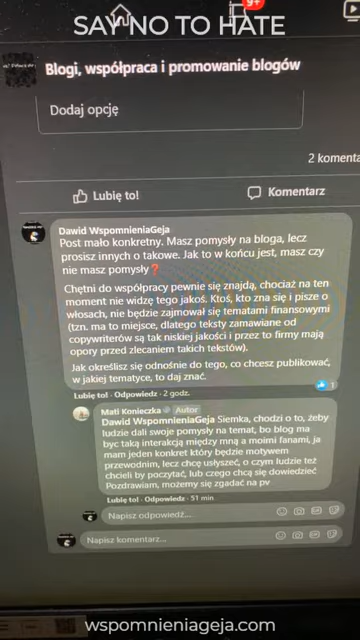 SAY NO TO HATE
9+
Blogi, współpraca i promowanie blogów
Dodaj opcję
2 komenta
Lubię to!
Komentarz
Dawid WspomnieniaGeja
Post mało konkretny. Masz pomysły na bloga, lecz
prosisz innych o takowe. Jak to w końcu jest, masz czy
nie masz pomysły❓
Chętni do współpracy pewnie się znajdą, chociaż na ten
moment nie widzę tego jakoś. Ktoś, kto zna się i pisze o
włosach, nie będzie zajmował się tematami finansowymi
(tzn. ma to miejsce, dlatego teksty zamawiane od
copywriterów są tak niskiej jakości i przez to firmy mają
opory przed zlecaniem takich tekstów).
Jak określisz się odnośnie do tego, co chcesz publikować,
w jakiej tematyce, to daj znać.
1
Lubię to! · Odpowiedz · 2 godz.
Mati Konieczka Autor
Dawid WspomnieniaGeja Siemka, chodzi o to, żeby
ludzie dali swoje pomysły na temat, bo blog ma
byc taką interakcją między mną a moimi fanami, ja
mam jeden konkret który będzie motywem
przewodnim, lecz chcę usłyszeć, o czym ludzie też
chcieli by poczytać, lub czego chcą się dowiedzieć
Pozdrawiam, możemy się zgadać na pv
Lubię to! · Odpowiedz · 51 min
Napisz odpowiedź...
Napisz komentarz...
wspomnieniageja.com